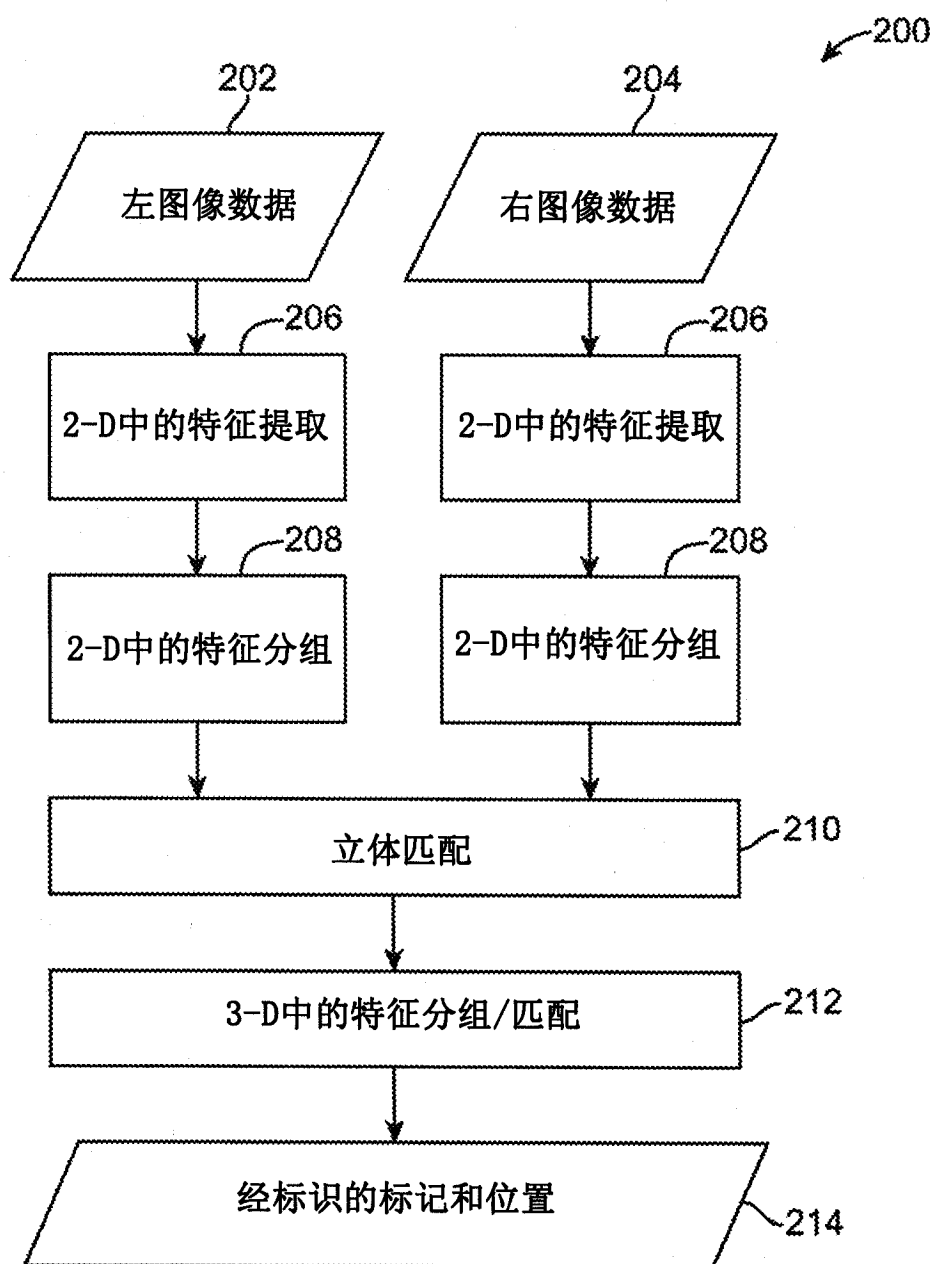 200
202
204
左图像数据
右图像数据
206
206
2-D中的特征提取
2-D中的特征提取
208
208
2-D中的特征分组
2-D中的特征分组
立体匹配
210
3-D中的特征分组/匹配
212
经标识的标记和位置
214